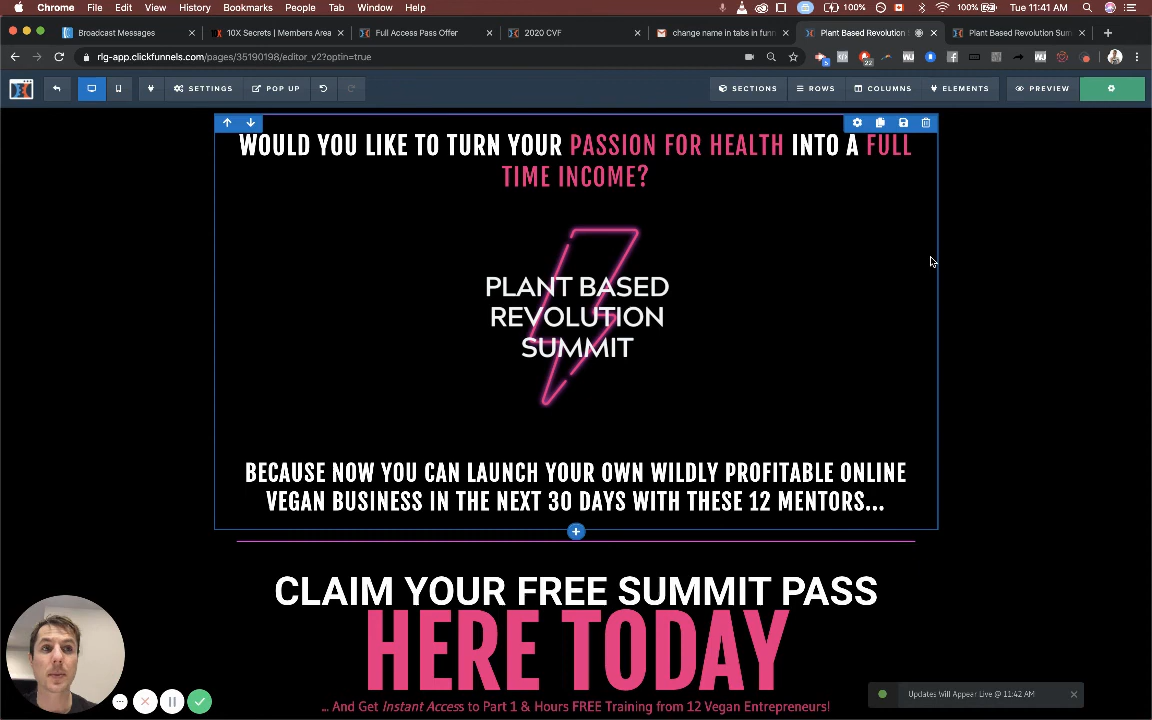 Chrome File Edit View History Bookmarks People Tab Window Help 100% 100% Tue 11:41 AM
Broadcast Messages 10X Secrets | Members Area Full Access Pass Offer 2020 CVF change name in tabs in funn Plant Based Revolution Plant Based Revolution Sum
rlg-app.clickfunnels.com/pages/35190198/editor_v2?optin=true
SETTINGS POP UP SECTIONS ROWS COLUMNS ELEMENTS PREVIEW
WOULD YOU LIKE TO TURN YOUR PASSION FOR HEALTH INTO A FULL
TIME INCOME?
PLANT BASED
REVOLUTION
SUMMIT
BECAUSE NOW YOU CAN LAUNCH YOUR OWN WILDLY PROFITABLE ONLINE
VEGAN BUSINESS IN THE NEXT 30 DAYS WITH THESE 12 MENTORS...
CLAIM YOUR FREE SUMMIT PASS
HERE TODAY
... And Get Instant Access to Part 1 & Hours FREE Training from 12 Vegan Entrepreneurs!
Updates Will Appear Live @ 11:42 AM